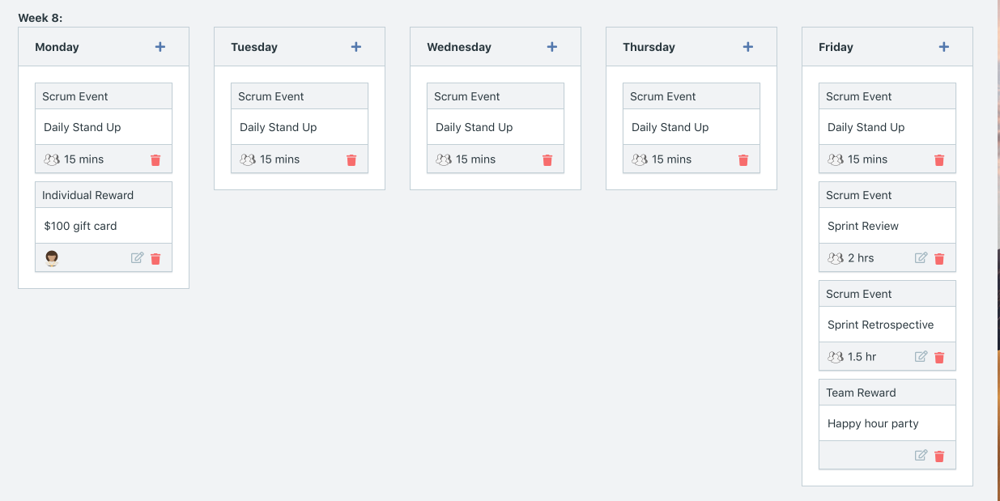 Week 8:
Monday
Scrum Event
Daily Stand Up
15 mins
Individual Reward
$100 gift card
Tuesday
Scrum Event
Daily Stand Up
15 mins
Wednesday
Scrum Event
Daily Stand Up
15 mins
Thursday
Scrum Event
Daily Stand Up
15 mins
Friday
Scrum Event
Daily Stand Up
15 mins
Scrum Event
Sprint Review
2 hrs
Scrum Event
Sprint Retrospective
1.5 hr
Team Reward
Happy hour party